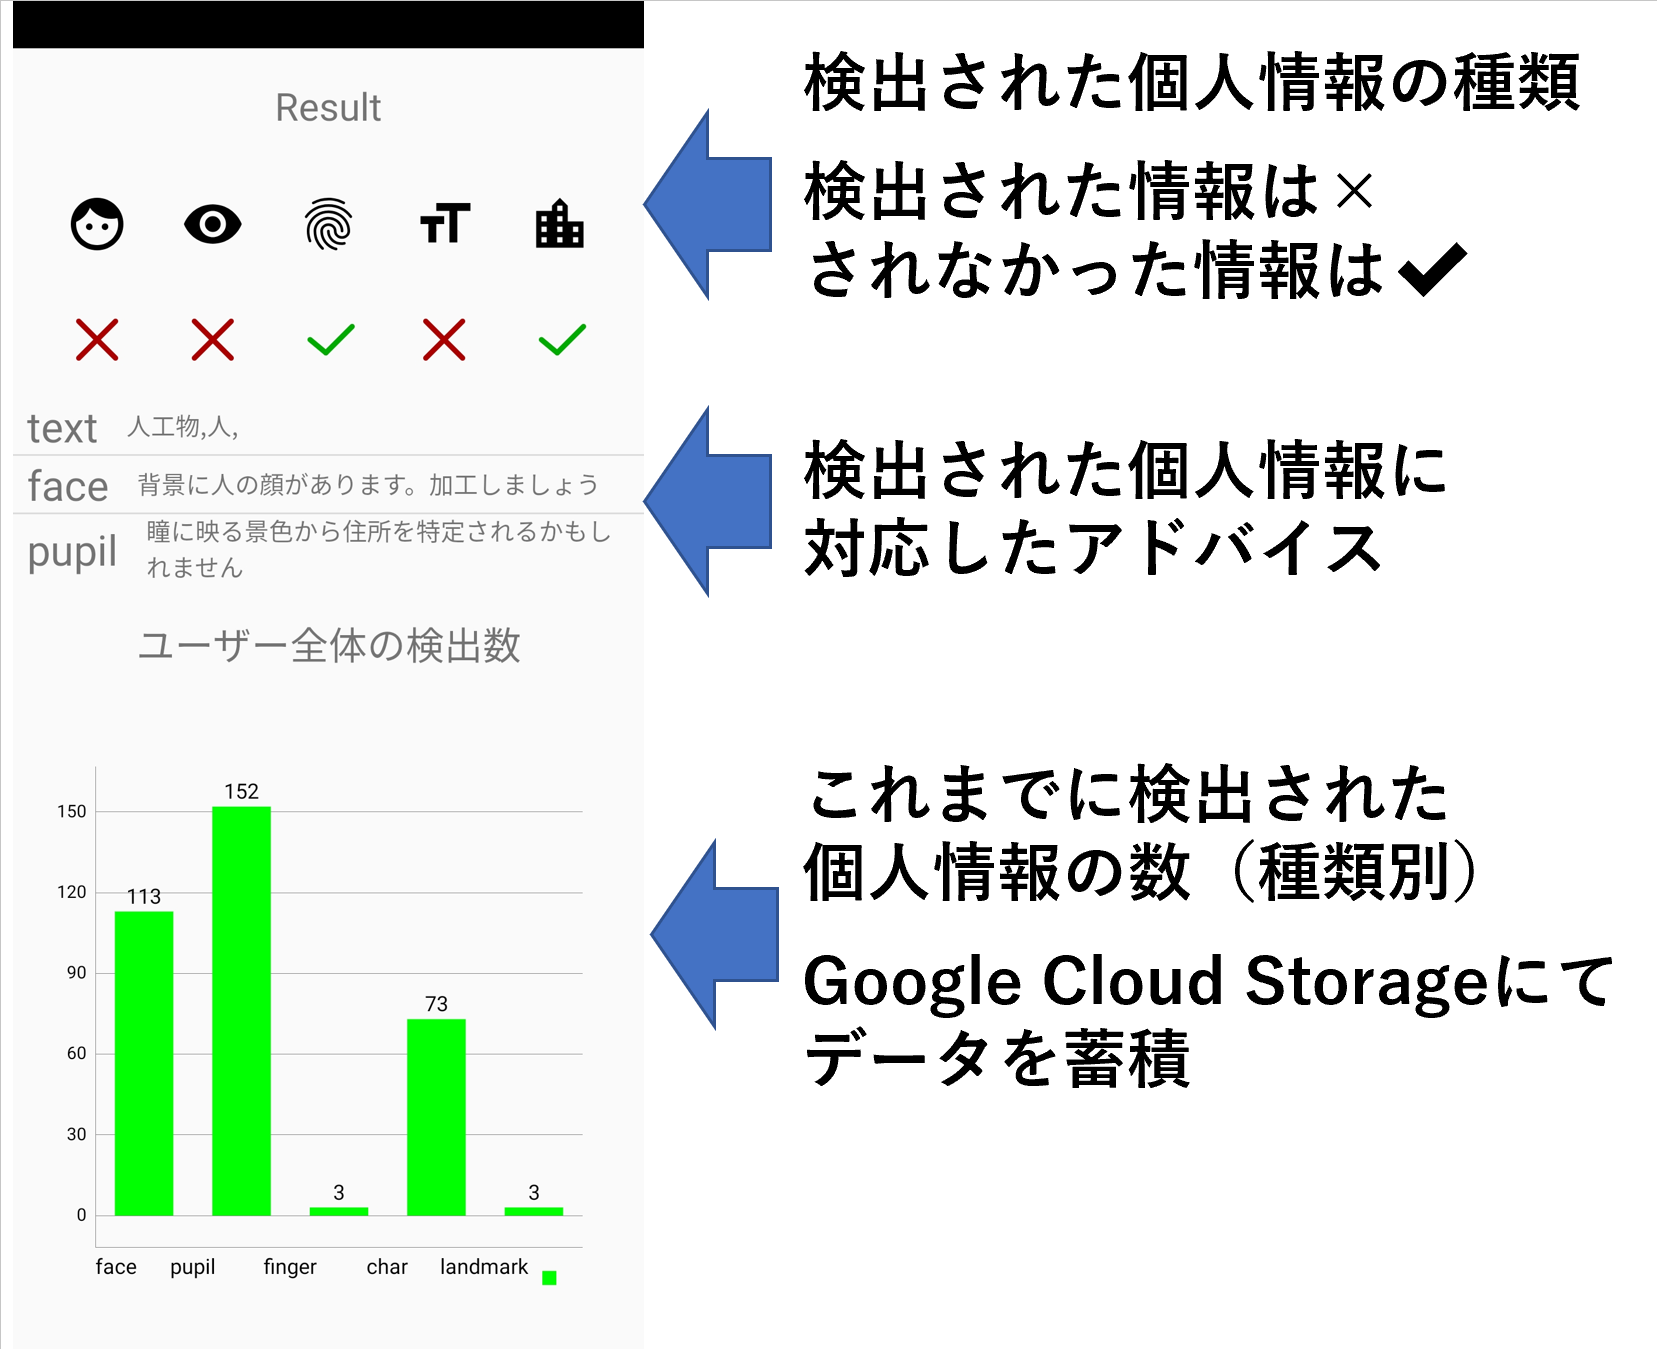 Result
text 人工物,人,
face 背景に人の顔があります。加工しましょう
pupil 瞳に映る景色から住所を特定されるかもし
れません
ユーザー全体の検出数
150
120
90
60
30
0
113
152
3
73
3
face pupil finger char landmark
検出された個人情報の種類
検出された情報は×
されなかった情報は✔
検出された個人情報に
対応したアドバイス
これまでに検出された
個人情報の数（種類別）
Google Cloud Storageにて
データを蓄積